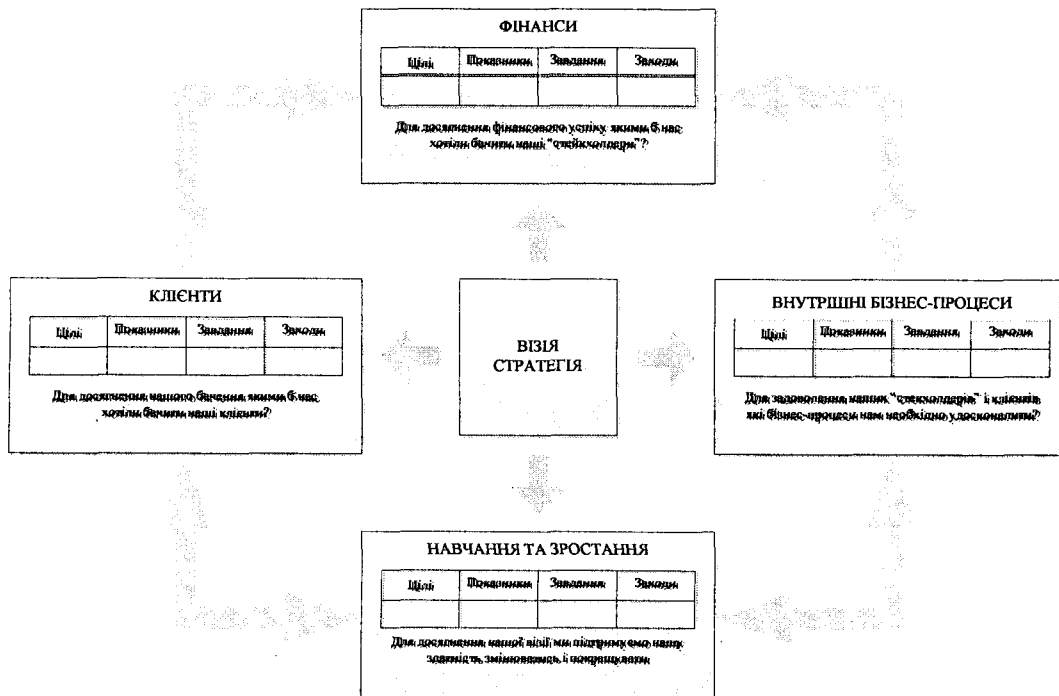 ФІНАНСИ
Цілі Показники Завдання Заходи
Для досягнення фінансового успіху якими б нас
хотіли бачити наші "стейкхолдери"?
КЛІЄНТИ
Цілі Показники Завдання Заходи
Для досягнення нашого бачення якими б нас
хотіли бачити наші клієнти?
ВІЗІЯ
СТРАТЕГІЯ
ВНУТРІШНІ БІЗНЕС-ПРОЦЕСИ
Цілі Показники Завдання Заходи
Для задоволення наших "стекхолдерів" і клієнтів
які бізнес-процеси нам необхідно удосконалити?
НАВЧАННЯ ТА ЗРОСТАННЯ
Цілі Показники Завдання Заходи
Для досягнення нашої візії ми підтримуємо нашу
здатність змінюватись і покращувати